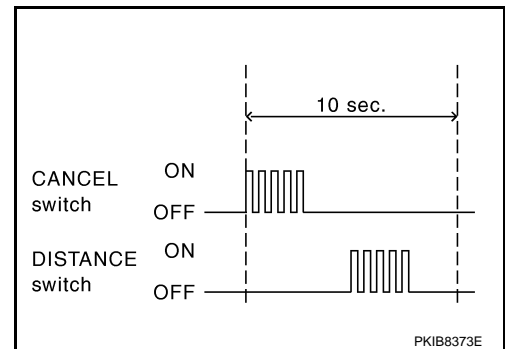 10 sec.
CANCEL
switch
ON
OFF
DISTANCE
switch
ON
OFF
PKIB8373E